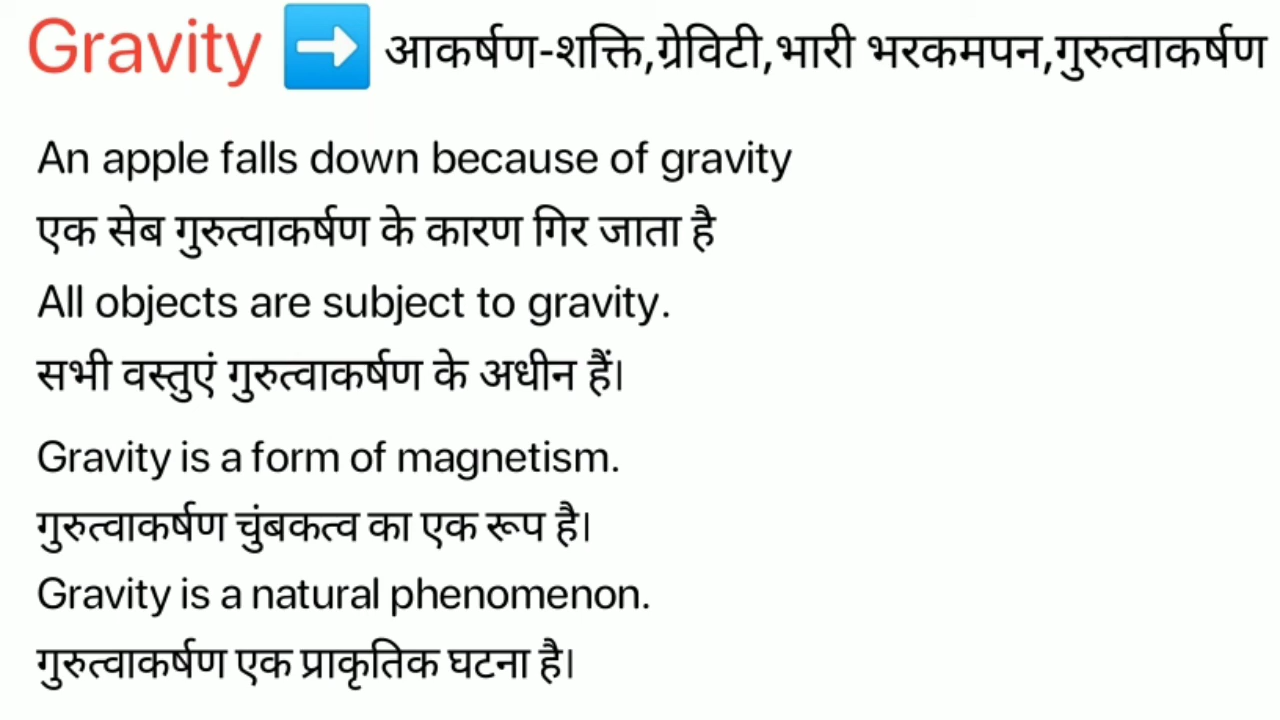 Gravity ➡️ आकर्षण-शक्ति,ग्रेविटी,भारी भरकमपन,गुरुत्वाकर्षण
An apple falls down because of gravity
एक सेब गुरुत्वाकर्षण के कारण गिर जाता है
All objects are subject to gravity.
सभी वस्तुएं गुरुत्वाकर्षण के अधीन हैं।
Gravity is a form of magnetism.
गुरुत्वाकर्षण चुंबकत्व का एक रूप है।
Gravity is a natural phenomenon.
गुरुत्वाकर्षण एक प्राकृतिक घटना है।